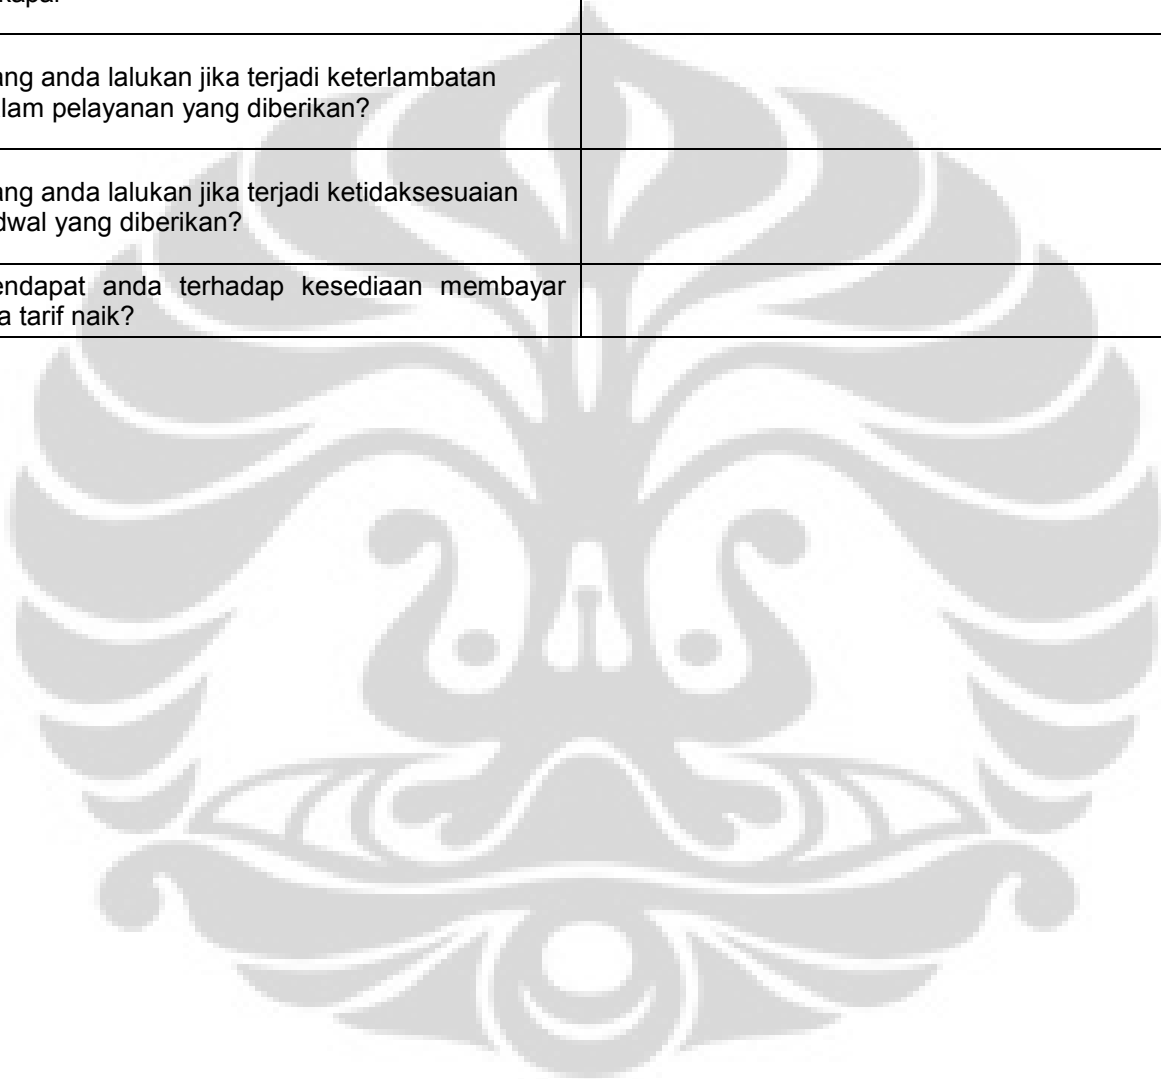 ang anda lalukan jika terjadi keterlambatan
lam pelayanan yang diberikan?
ang anda lalukan jika terjadi ketidaksesuaian
dwal yang diberikan?
endapat anda terhadap kesediaan membayar
a tarif naik?